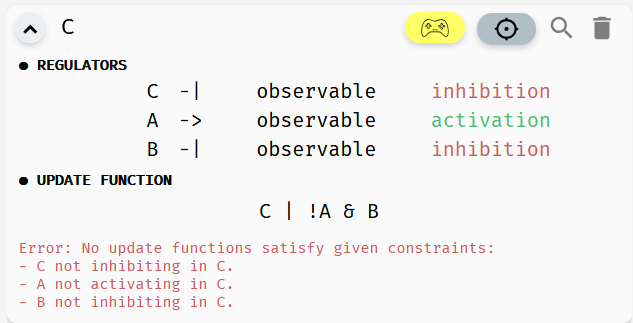 C
REGULATORS
C -| observable inhibition
A -> observable activation
B -| observable inhibition
UPDATE FUNCTION
C | !A & B
Error: No update functions satisfy given constraints:
- C not inhibiting in C.
- A not activating in C.
- B not inhibiting in C.